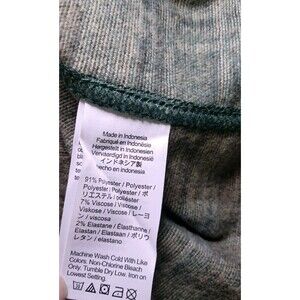 Made in Indonesia
Fabriqué en Indonésie
Hergestellt in Indonesien
Vervaardigd in Indonesië
インドネシア製
echo en Indonesia
91% Polyester / Polyester /
Polyester / Polyester / ポ
リエステル / poliéster
7% Viscose / Viscose /
Viskose / Viscose / レーヨ
ン / viscosa
2% Elastane / Élasthanne /
Elastan / Elastaan / ポリウ
レタン / elastano
Machine Wash Cold With Like
Colors. Non-Chlorine Bleach
Only. Tumble Dry Low. Iron on
Lowest Setting.